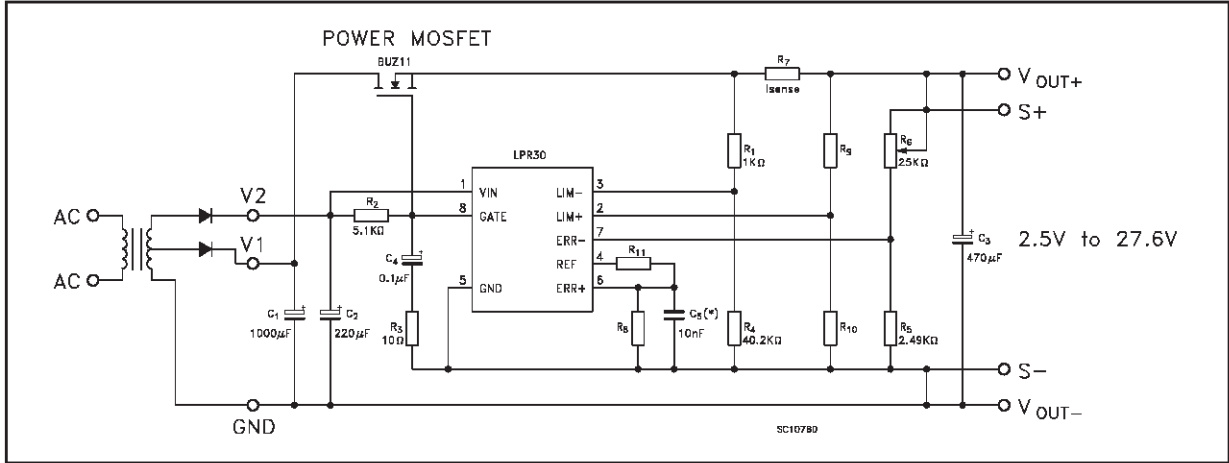 POWER MOSFET
BUZ11
R7
Isense
VOUT+
S+
R1
1KΩ
R9
R6
25KΩ
LPR30
1 VIN
8 GATE
5 GND
LIM- 3
LIM+ 2
ERR- 7
REF 4
ERR+ 6
R11
AC
AC
V2
V1
R2
5.1KΩ
C4
0.1μF
C1
1000μF
C2
220μF
R3
10Ω
R8
C5(*)
10nF
R4
40.2KΩ
R10
R5
2.49KΩ
C3
470μF
2.5V to 27.6V
S-
VOUT-
GND
SC10780